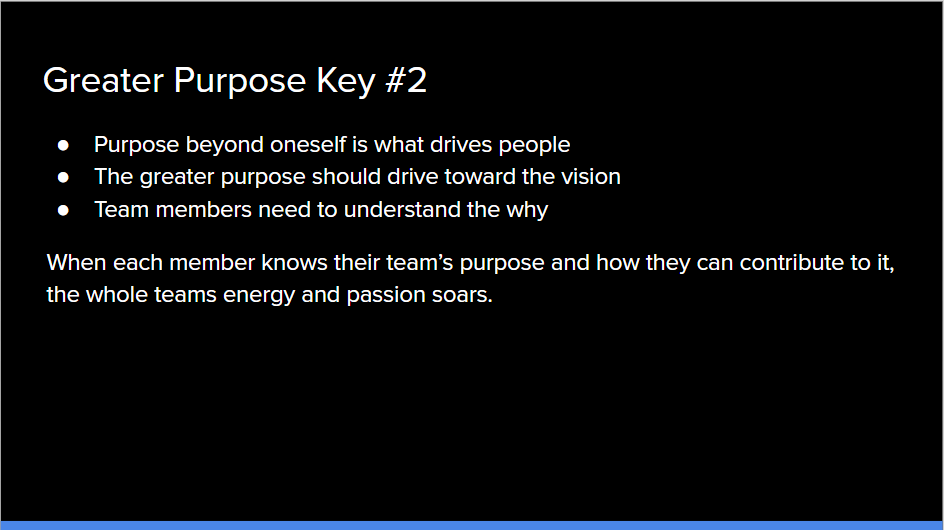 Greater Purpose Key #2
● Purpose beyond oneself is what drives people
● The greater purpose should drive toward the vision
● Team members need to understand the why
When each member knows their team’s purpose and how they can contribute to it,
the whole teams energy and passion soars.